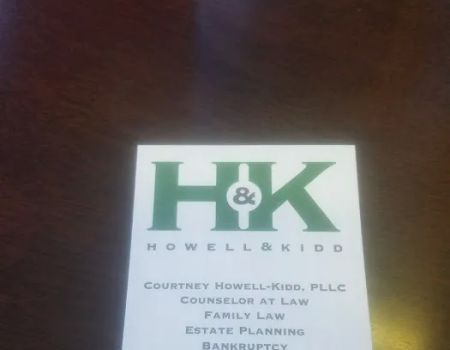 H&K
HOWELL & KIDD
COURTNEY HOWELL-KIDD, PLLC
COUNSELOR AT LAW
FAMILY LAW
ESTATE PLANNING
BANKRUPTCY